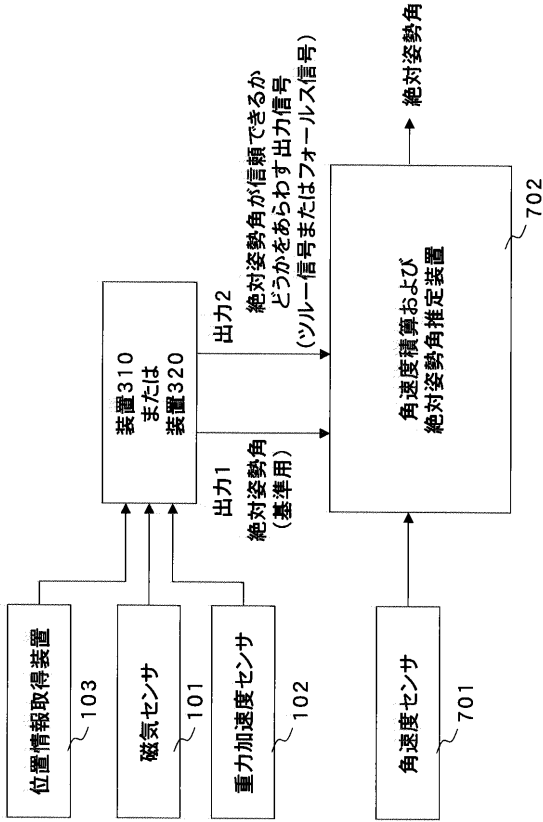 位置情報取得装置
103
磁気センサ
101
重力加速度センサ
102
装置310
または
装置320
出力1
絶対姿勢角
(基準用)
出力2
絶対姿勢角が信頼できるか
どうかをあらわす出力信号
(ツルー信号またはフォールス信号)
角速度センサ
701
角速度積算および
絶対姿勢角推定装置
702
絶対姿勢角